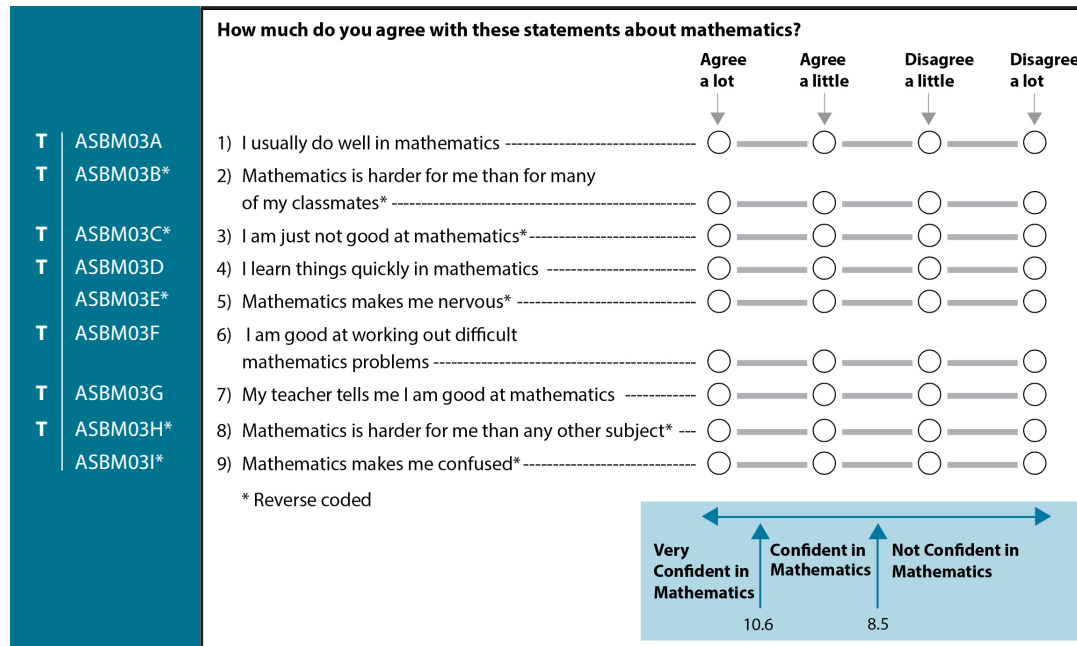 How much do you agree with these statements about mathematics?
Agree a lot
Agree a little
Disagree a little
Disagree a lot
T ASBM03A 1) I usually do well in mathematics
T ASBM03B* 2) Mathematics is harder for me than for many
of my classmates*
T ASBM03C* 3) I am just not good at mathematics*
T ASBM03D 4) I learn things quickly in mathematics
ASBM03E* 5) Mathematics makes me nervous*
T ASBM03F 6) I am good at working out difficult
mathematics problems
T ASBM03G 7) My teacher tells me I am good at mathematics
T ASBM03H* 8) Mathematics is harder for me than any other subject*
ASBM03I* 9) Mathematics makes me confused*
* Reverse coded
Very
Confident in
Mathematics
Confident in
Mathematics
Not Confident in
Mathematics
10.6
8.5